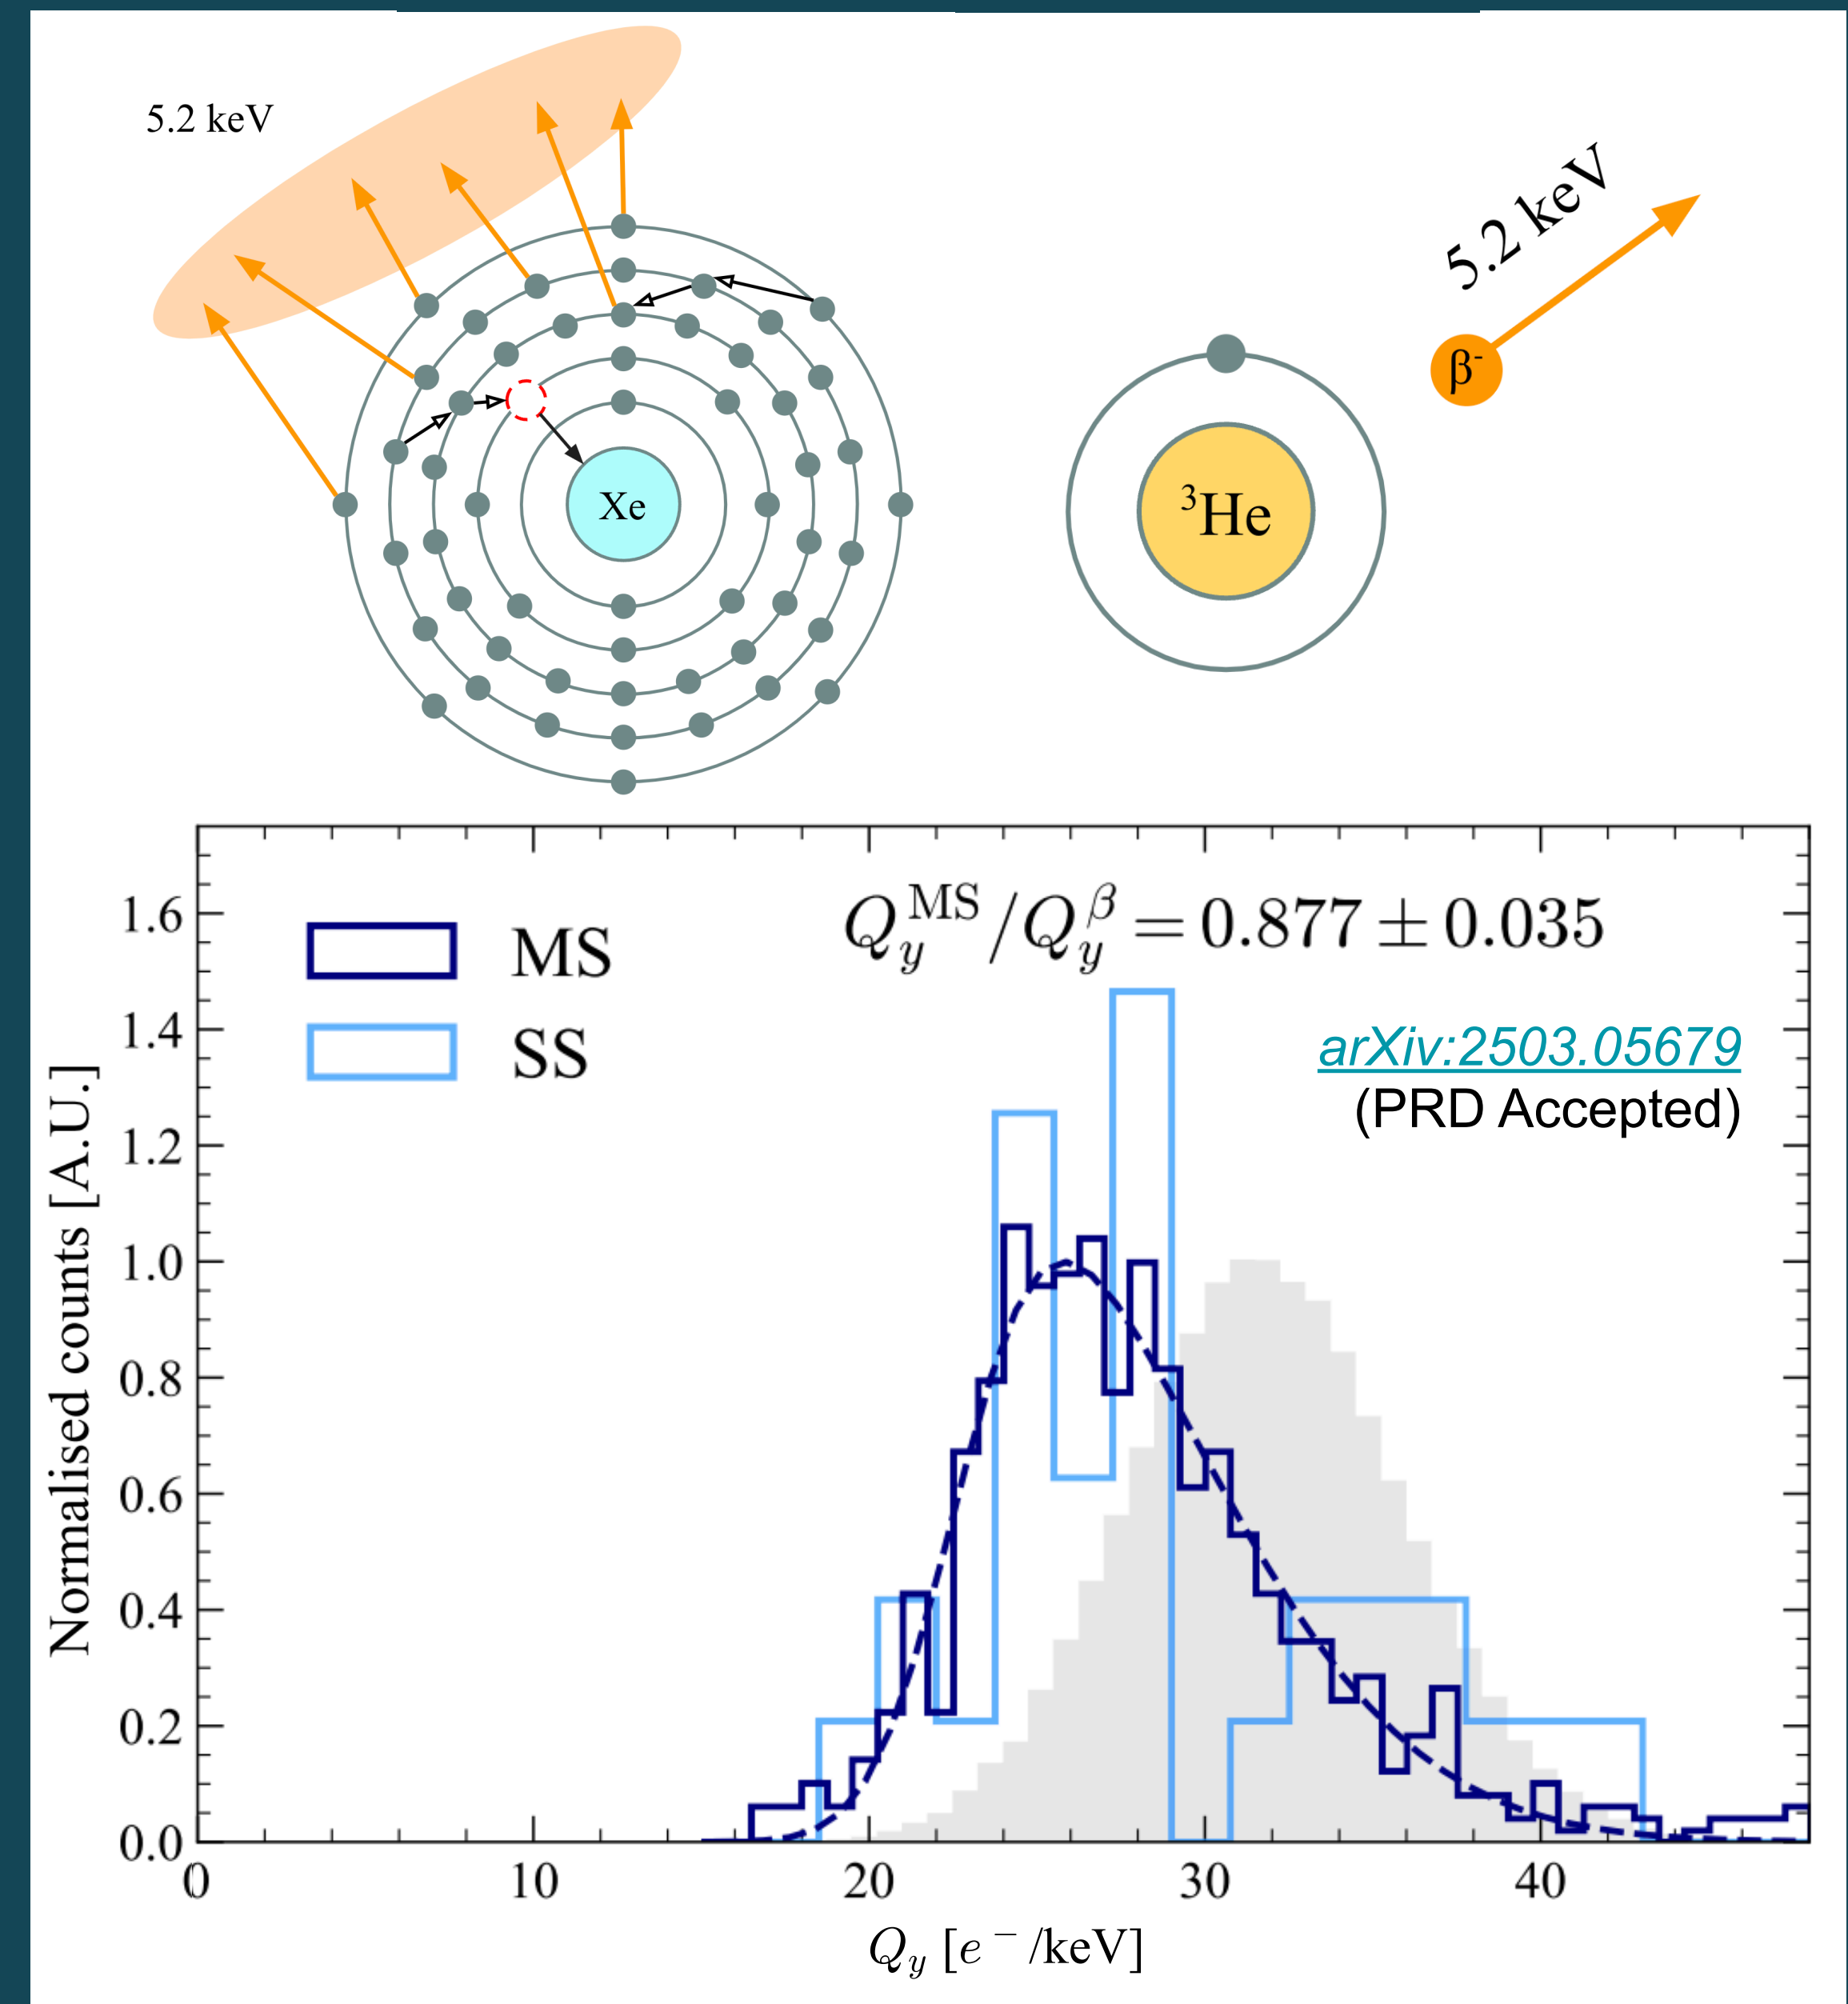 5.2 keV
5.2 keV
β-
Xe
³He
Q_y^MS/Q_y^β = 0.877 ± 0.035
MS
SS
arXiv:2503.05679
(PRD Accepted)
Normalised counts [A.U.]
1.6
1.4
1.2
1.0
0.8
0.6
0.4
0.2
0.0
0 10 20 30 40
Q_y [e⁻/keV]